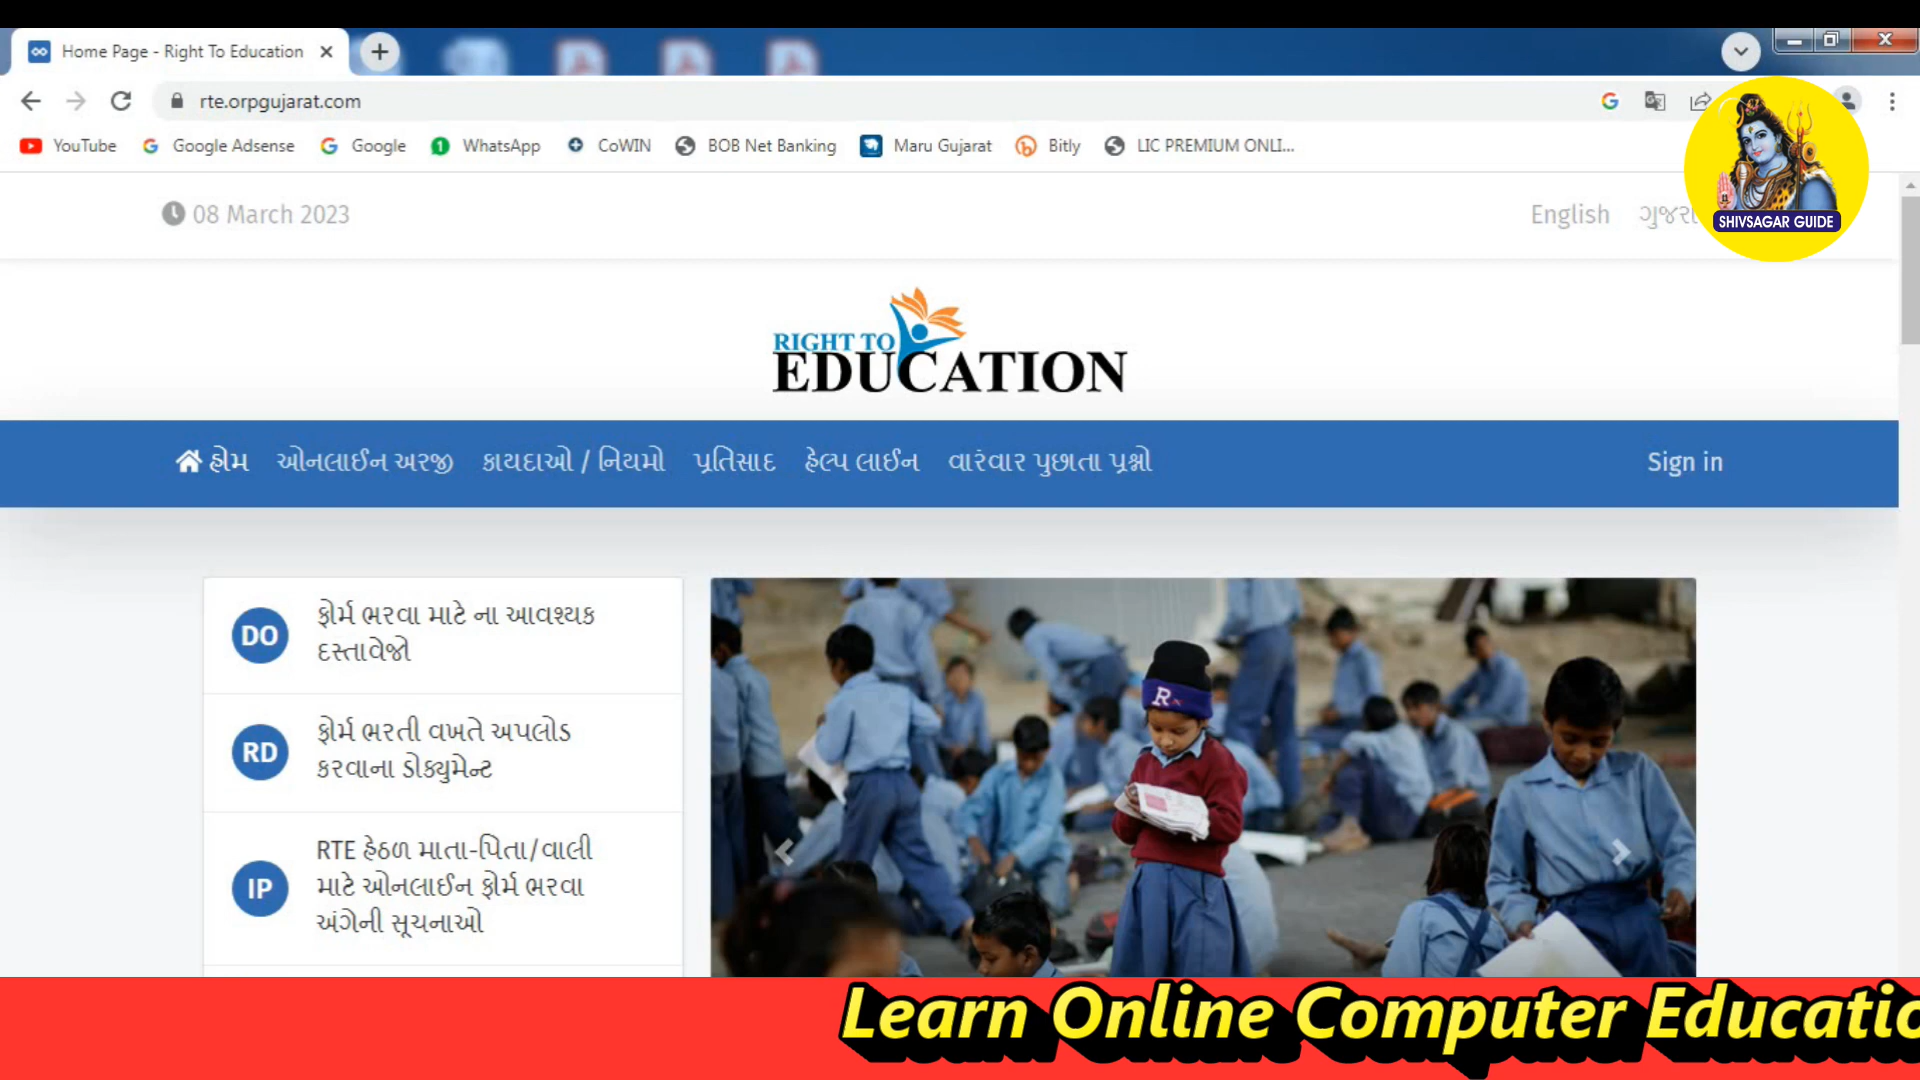 Home Page - Right To Education
rte.orpgujarat.com
YouTube
Google Adsense
Google
WhatsApp
CoWIN
BOB Net Banking
Maru Gujarat
Bitly
LIC PREMIUM ONLI...
08 March 2023
English
SHIVSAGAR GUIDE
RIGHT TO
EDUCATION
હોમ
ઓનલાઈન અરજી
કાયદાઓ / નિયમો
પ્રતિસાદ
હેલ્પ લાઈન
વારંવાર પુછાતા પ્રશ્નો
Sign in
DO
ફોર્મ ભરવા માટે ના આવશ્યક
દસ્તાવેજો
RD
ફોર્મ ભરતી વખતે અપલોડ
કરવાના ડોક્યુમેન્ટ
IP
RTE હેઠળ માતા-પિતા/વાલી
માટે ઓનલાઈન ફોર્મ ભરવા
અંગેની સૂચનાઓ
R
Learn Online Computer Educatio